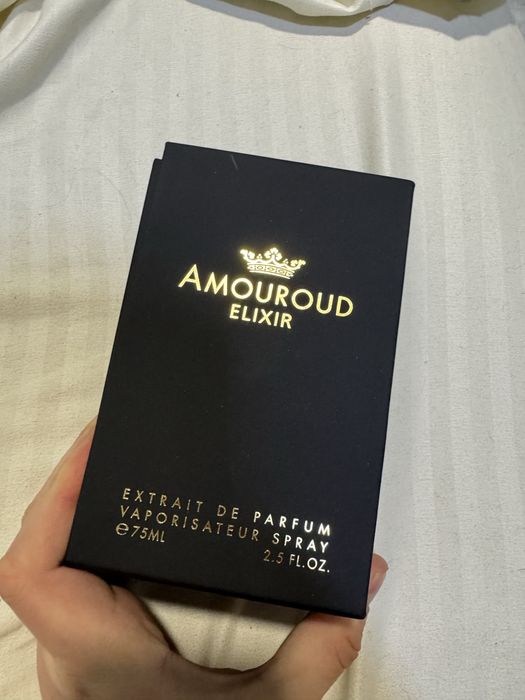 AMOUROUD
ELIXIR
EXTRAIT DE PARFUM
VAPORISATEUR SPRAY
℮75ML 2.5 FL.OZ.